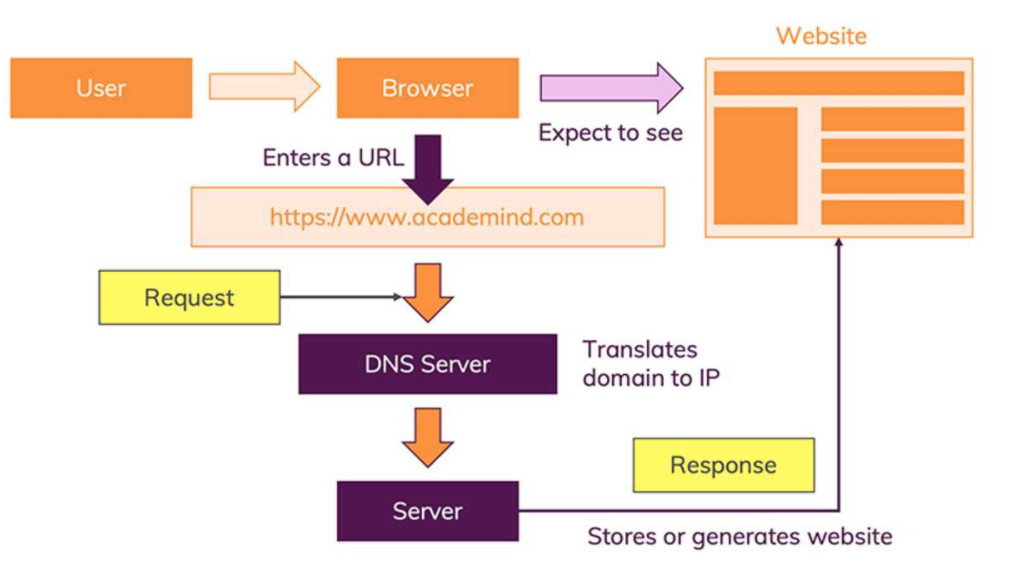 Website
User
Browser
Expect to see
Enters a URL
https://www.academind.com
Request
DNS Server
Translates
domain to IP
Response
Server
Stores or generates website